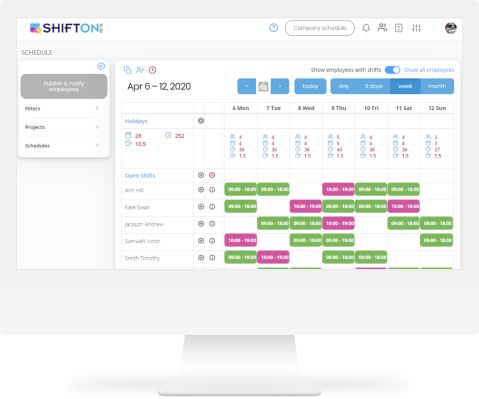 SHIFTON
Company schedule
SCHEDULE
Publish & notify
employees
Filters
Projects
Schedules
Show employees with shifts Show all employees
Apr 6 – 12, 2020 today day 3 days week month
6 Mon 7 Tue 8 Wed 9 Thu 10 Fri 11 Sat 12 Sun
Holidays
28 252 4 4 4 5 4 4 3
10.5 4 4 4 5 4 4 3
36 36 36 45 36 36 27
1.5 1.5 1.5 1.5 1.5 1.5 1.5
Open Shifts
Ann Hill 09:00 - 18:00 09:00 - 18:00 10:00 - 19:00 09:00 - 18:00 09:00 - 18:00
Kate Swan 09:00 - 18:00 10:00 - 19:00 09:00 - 18:00 09:00 - 18:00 10:00 - 19:00
Jackson Andrew 09:00 - 18:00 09:00 - 18:00 10:00 - 19:00 09:00 - 18:00 09:00 - 18:00
Samwell Victor 10:00 - 19:00 09:00 - 18:00 09:00 - 18:00 09:00 - 18:00
Smith Timothy 09:00 - 18:00 10:00 - 19:00 09:00 - 18:00 09:00 - 18:00